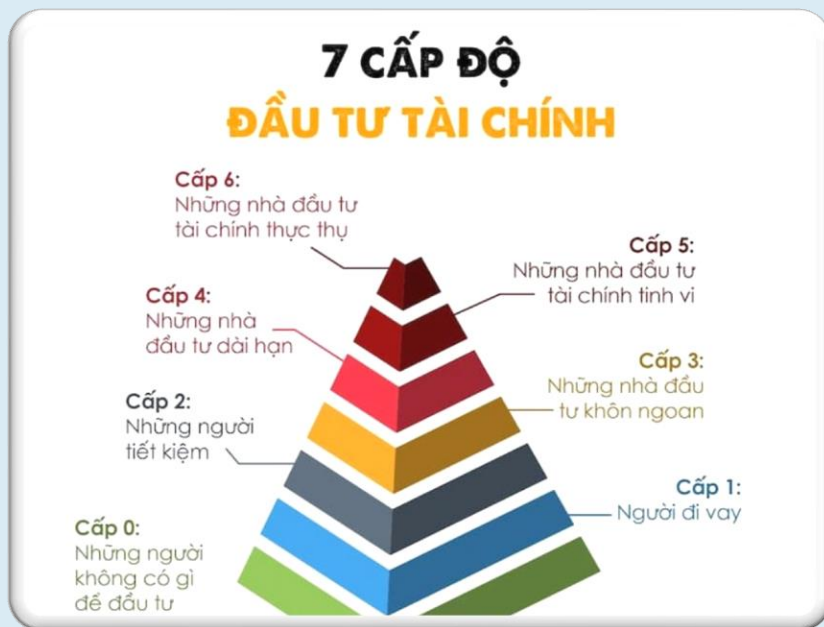 7 CẤP ĐỘ
ĐẦU TƯ TÀI CHÍNH
Cấp 6:
Những nhà đầu tư
tài chính thực thụ
Cấp 5:
Những nhà đầu tư
tài chính tinh vi
Cấp 4:
Những nhà
đầu tư dài hạn
Cấp 3:
Những nhà đầu
tư khôn ngoan
Cấp 2:
Những người
tiết kiệm
Cấp 1:
Người đi vay
Cấp 0:
Những người
không có gì
để đầu tư